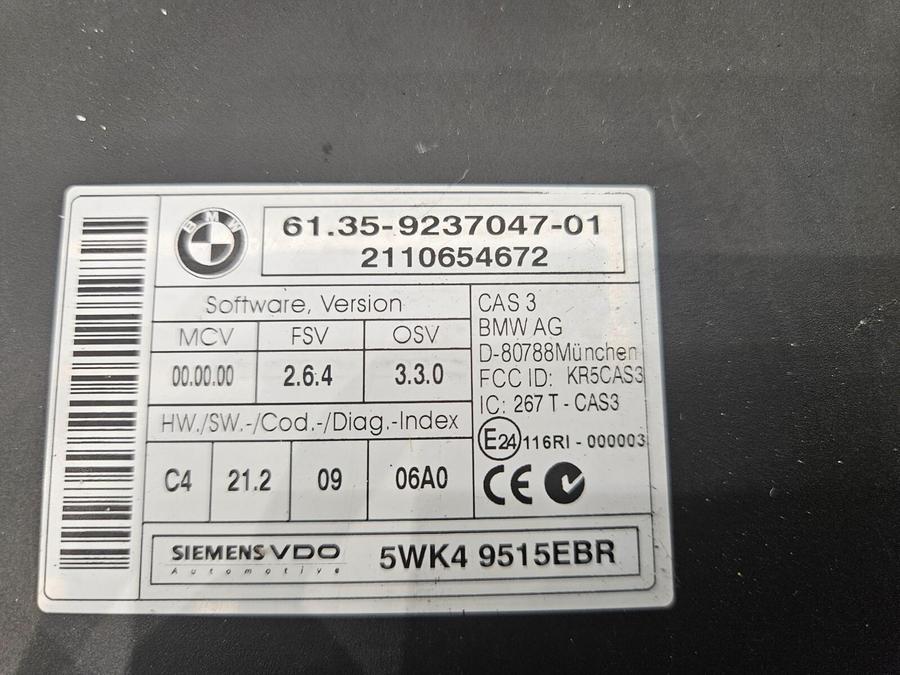 BMW
61.35-9237047-01
2110654672
Software, Version
MCV FSV OSV
00.00.00 2.6.4 3.3.0
HW./SW.-/Cod.-/Diag.-Index
C4 21.2 09 06A0
CAS 3
BMW AG
D-80788München
FCC ID: KR5CAS3
IC: 267 T - CAS3
E24 116RI - 000003
CE
SIEMENS VDO
Automotive
5WK4 9515EBR